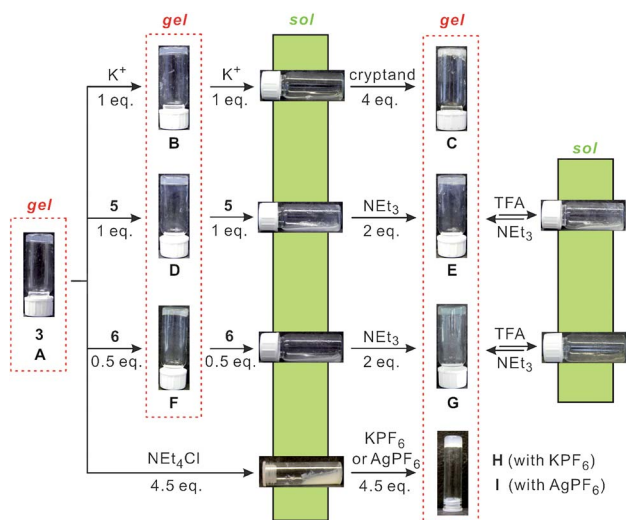 gel
sol
gel
K+
1 eq.
B
K+
1 eq.
cryptand
4 eq.
C
sol
gel
3
A
5
1 eq.
D
5
1 eq.
NEt3
2 eq.
E
TFA
NEt3
6
0.5 eq.
F
6
0.5 eq.
NEt3
2 eq.
G
TFA
NEt3
NEt4Cl
4.5 eq.
KPF6
or AgPF6
4.5 eq.
H (with KPF6)
I (with AgPF6)